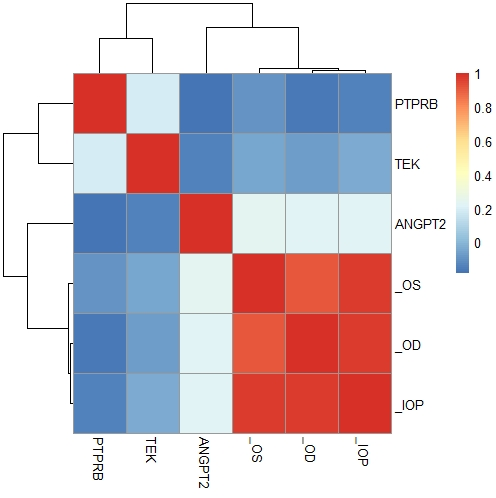 1
0.8
0.6
0.4
0.2
0
PTPRB
TEK
ANGPT2
_OS
_OD
_IOP
PTPRB
TEK
ANGPT2
_OS
_OD
_IOP